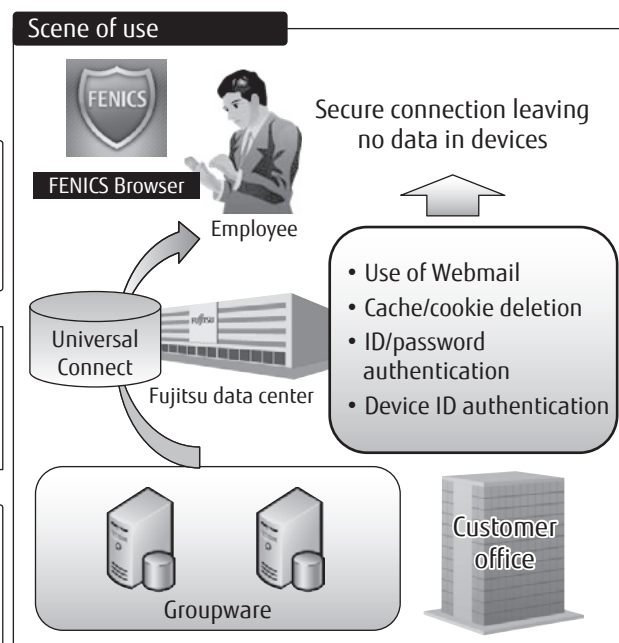 Scene of use
FENICS
FENICS Browser
Employee
Secure connection leaving
no data in devices
Universal
Connect
FUJITSU
Fujitsu data center
• Use of Webmail
• Cache/cookie deletion
• ID/password
authentication
• Device ID authentication
Groupware
Customer
office